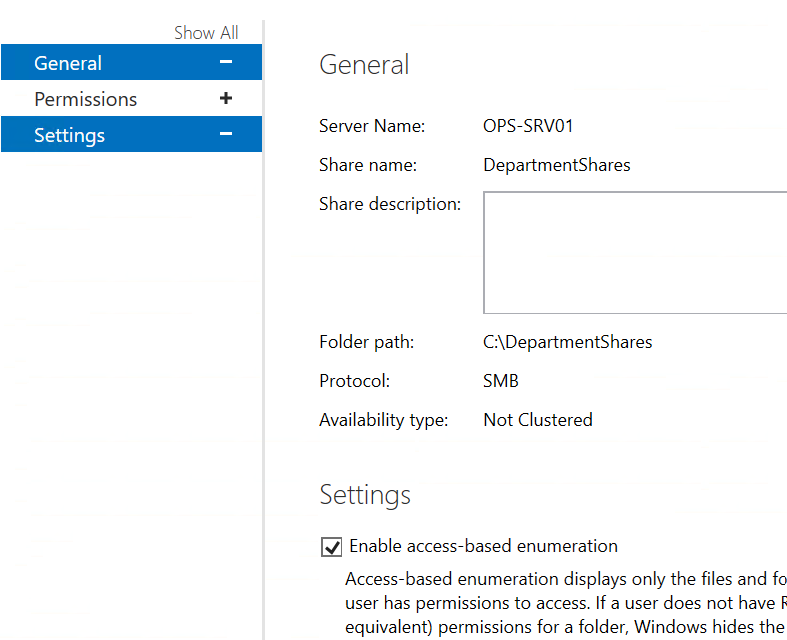 Show All
General
Permissions
Settings
General
Server Name: OPS-SRV01
Share name: DepartmentShares
Share description:
Folder path: C:\DepartmentShares
Protocol: SMB
Availability type: Not Clustered
Settings
Enable access-based enumeration
Access-based enumeration displays only the files and fo
user has permissions to access. If a user does not have R
equivalent) permissions for a folder, Windows hides the